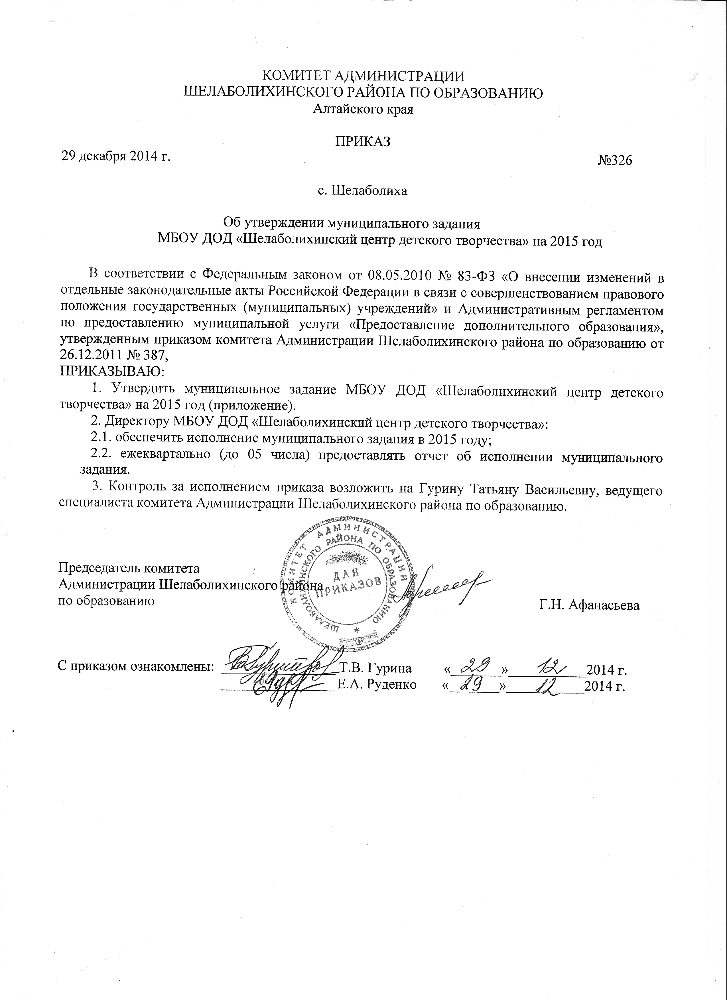 КОМИТЕТ АДМИНИСТРАЦИИ
ШЕЛАБОЛИХИНСКОГО РАЙОНА ПО ОБРАЗОВАНИЮ
Алтайского края
ПРИКАЗ
29 декабря 2014 г. №326
с. Шелаболиха
Об утверждении муниципального задания
МБОУ ДОД «Шелаболихинский центр детского творчества» на 2015 год
В соответствии с Федеральным законом от 08.05.2010 № 83-ФЗ «О внесении изменений в
отдельные законодательные акты Российской Федерации в связи с совершенствованием правового
положения государственных (муниципальных) учреждений» и Административным регламентом
по предоставлению муниципальной услуги «Предоставление дополнительного образования»,
утвержденным приказом комитета Администрации Шелаболихинского района по образованию от
26.12.2011 № 387,
ПРИКАЗЫВАЮ:
1. Утвердить муниципальное задание МБОУ ДОД «Шелаболихинский центр детского
творчества» на 2015 год (приложение).
2. Директору МБОУ ДОД «Шелаболихинский центр детского творчества»:
2.1. обеспечить исполнение муниципального задания в 2015 году;
2.2. ежеквартально (до 05 числа) предоставлять отчет об исполнении муниципального
задания.
3. Контроль за исполнением приказа возложить на Гурину Татьяну Васильевну, ведущего
специалиста комитета Администрации Шелаболихинского района по образованию.
КОМИТЕТ АДМИНИСТРАЦИИ
ШЕЛАБОЛИХИНСКОГО РАЙОНА ПО ОБРАЗОВАНИЮ
ДЛЯ
ПРИКАЗОВ
Председатель комитета
Администрации Шелаболихинского района
по образованию Г.Н. Афанасьева
С приказом ознакомлены: Т.В. Гурина «29» 12 2014 г.
Е.А. Руденко «29» 12 2014 г.